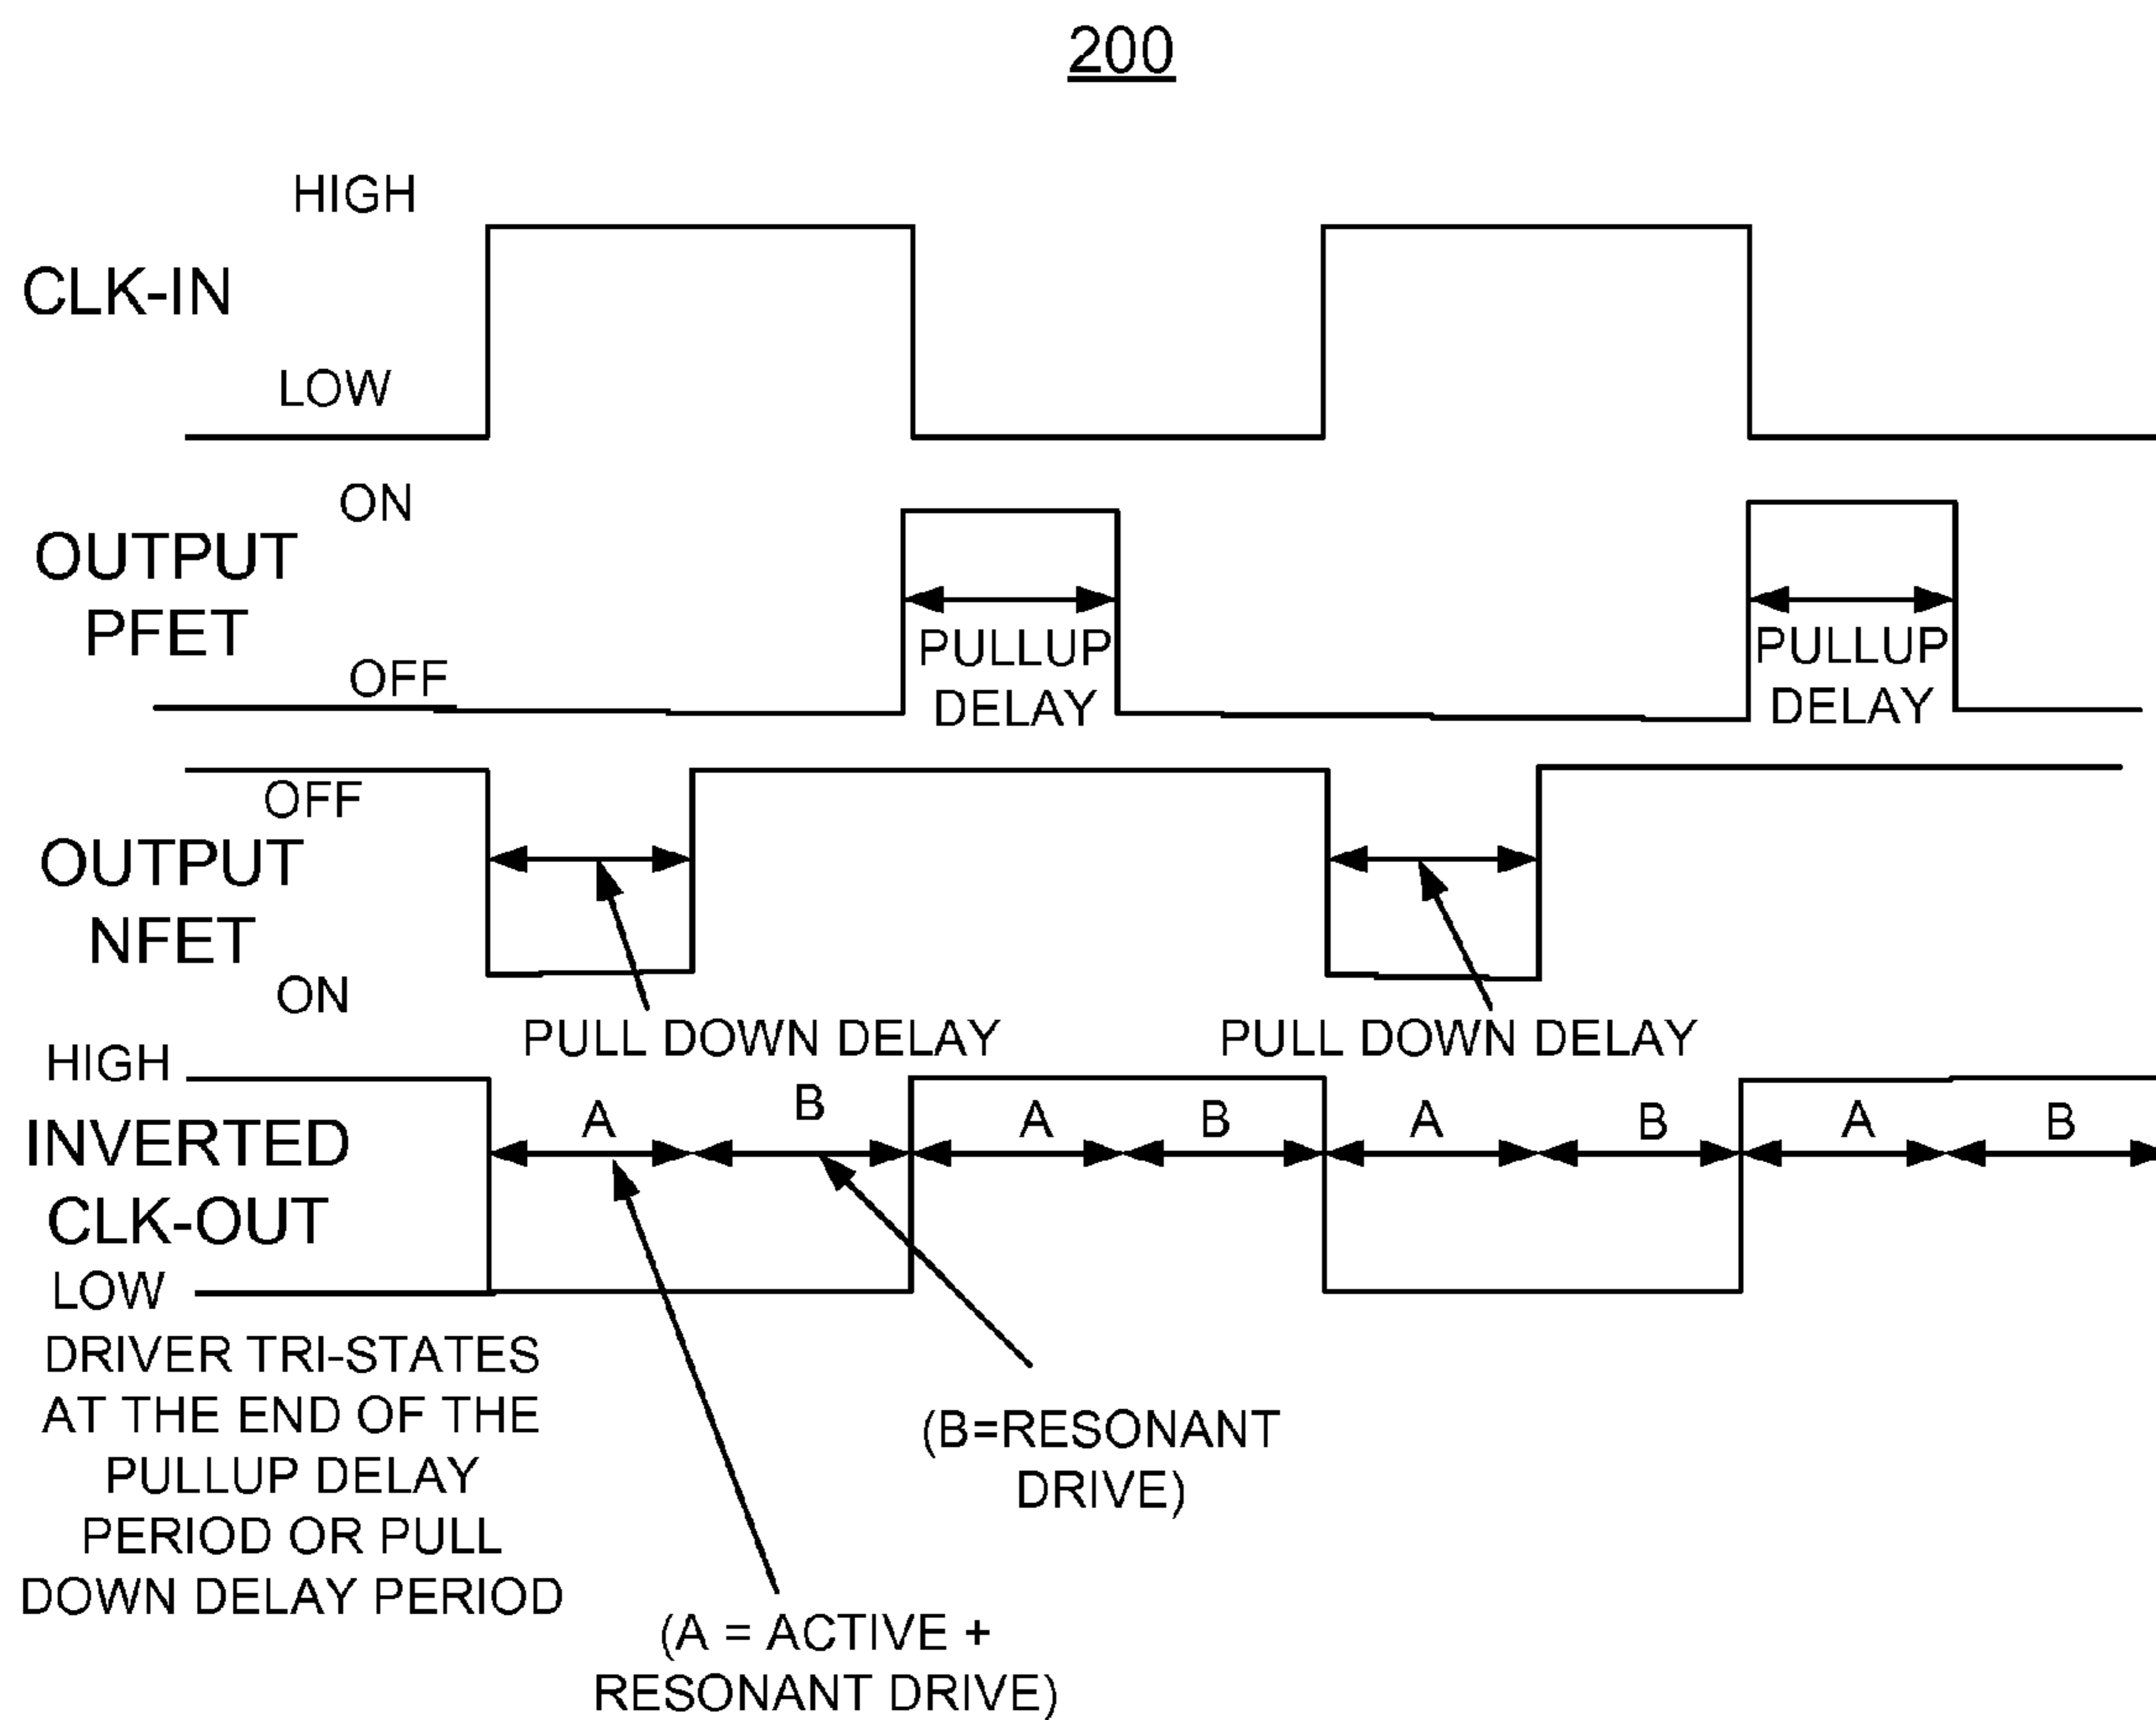 200
HIGH
CLK-IN
LOW
ON
OUTPUT
PFET
OFF
PULLUP
DELAY
PULLUP
DELAY
OFF
OUTPUT
NFET
ON
PULL DOWN DELAY
PULL DOWN DELAY
HIGH
INVERTED
CLK-OUT
LOW
A
B
A
B
A
B
A
B
DRIVER TRI-STATES
AT THE END OF THE
PULLUP DELAY
PERIOD OR PULL
DOWN DELAY PERIOD
(B=RESONANT
DRIVE)
(A = ACTIVE +
RESONANT DRIVE)